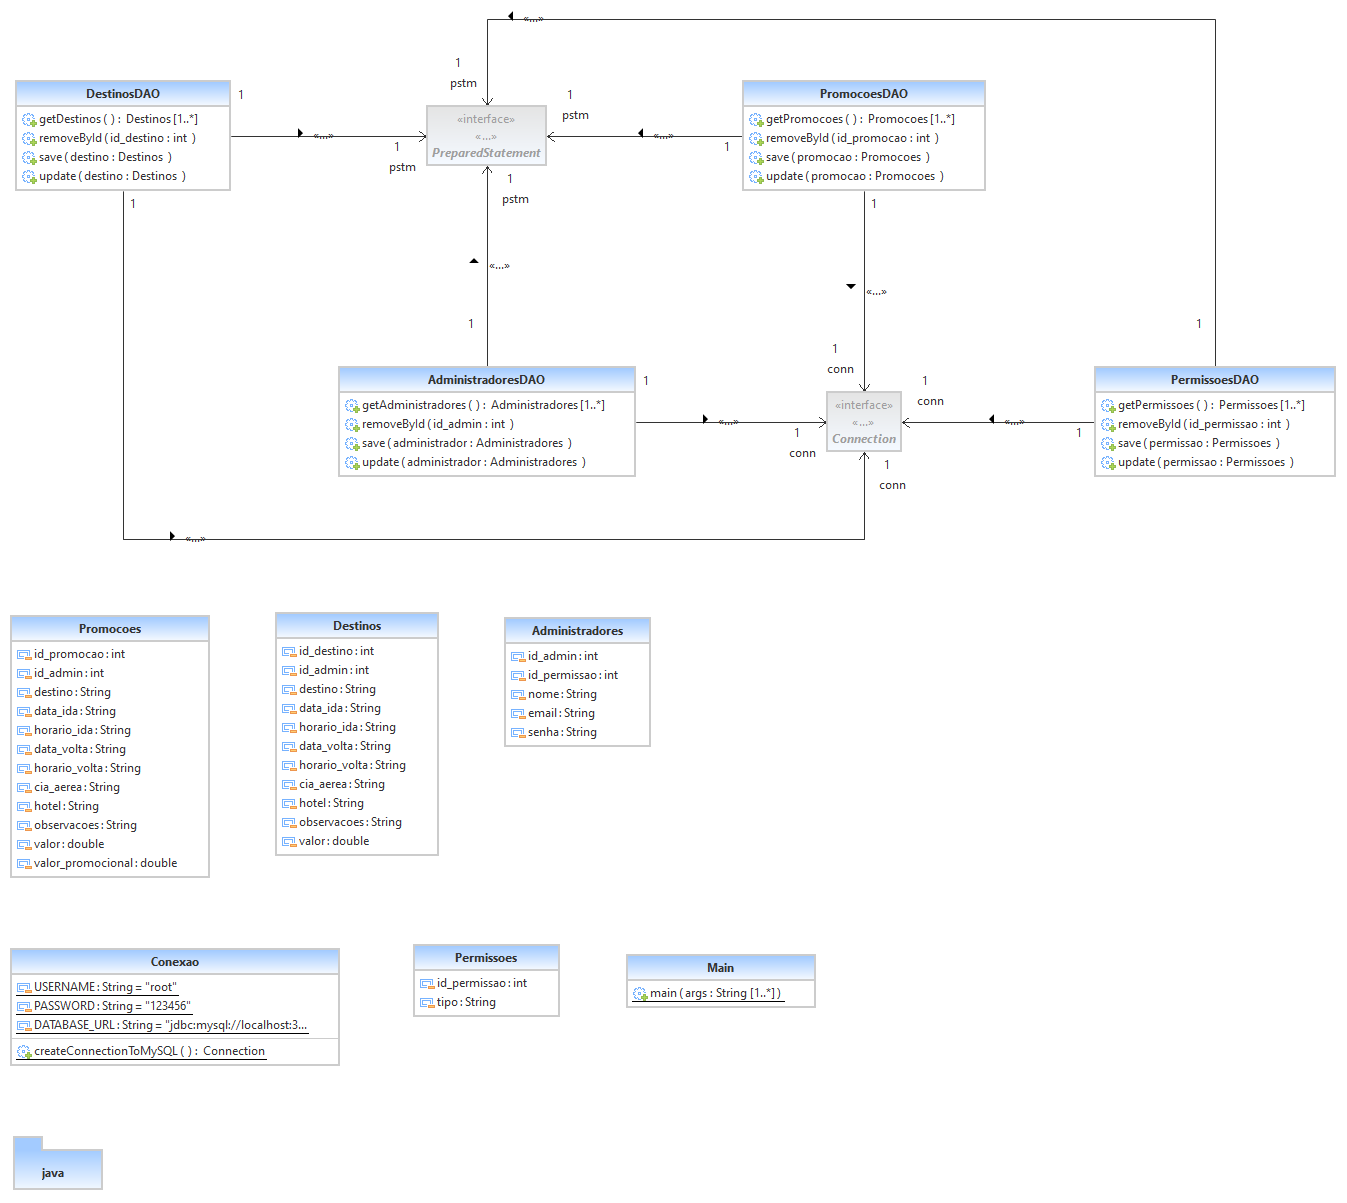 «...»
1
pstm
DestinosDAO
getDestinos ( ) : Destinos [1..*]
removeById ( id_destino : int )
save ( destino : Destinos )
update ( destino : Destinos )
1
«...»
1
pstm
1
«interface»
«...»
PreparedStatement
1
pstm
«...»
1
PromocoesDAO
getPromocoes ( ) : Promocoes [1..*]
removeById ( id_promocao : int )
save ( promocao : Promocoes )
update ( promocao : Promocoes )
1
1
pstm
«...»
1
«...»
1
conn
1
AdministradoresDAO
getAdministradores ( ) : Administradores [1..*]
removeById ( id_admin : int )
save ( administrador : Administradores )
update ( administrador : Administradores )
1
«...»
1
conn
«interface»
«...»
Connection
1
conn
«...»
1
PermissoesDAO
getPermissoes ( ) : Permissoes [1..*]
removeById ( id_permissao : int )
save ( permissao : Permissoes )
update ( permissao : Permissoes )
1
conn
«...»
Promocoes
id_promocao : int
id_admin : int
destino : String
data_ida : String
horario_ida : String
data_volta : String
horario_volta : String
cia_aerea : String
hotel : String
observacoes : String
valor : double
valor_promocional : double
Destinos
id_destino : int
id_admin : int
destino : String
data_ida : String
horario_ida : String
data_volta : String
horario_volta : String
cia_aerea : String
hotel : String
observacoes : String
valor : double
Administradores
id_admin : int
id_permissao : int
nome : String
email : String
senha : String
Conexao
USERNAME : String = "root"
PASSWORD : String = "123456"
DATABASE_URL : String = "jdbc:mysql://localhost:3...
createConnectionToMySQL ( ) : Connection
Permissoes
id_permissao : int
tipo : String
Main
main ( args : String [1..*] )
java